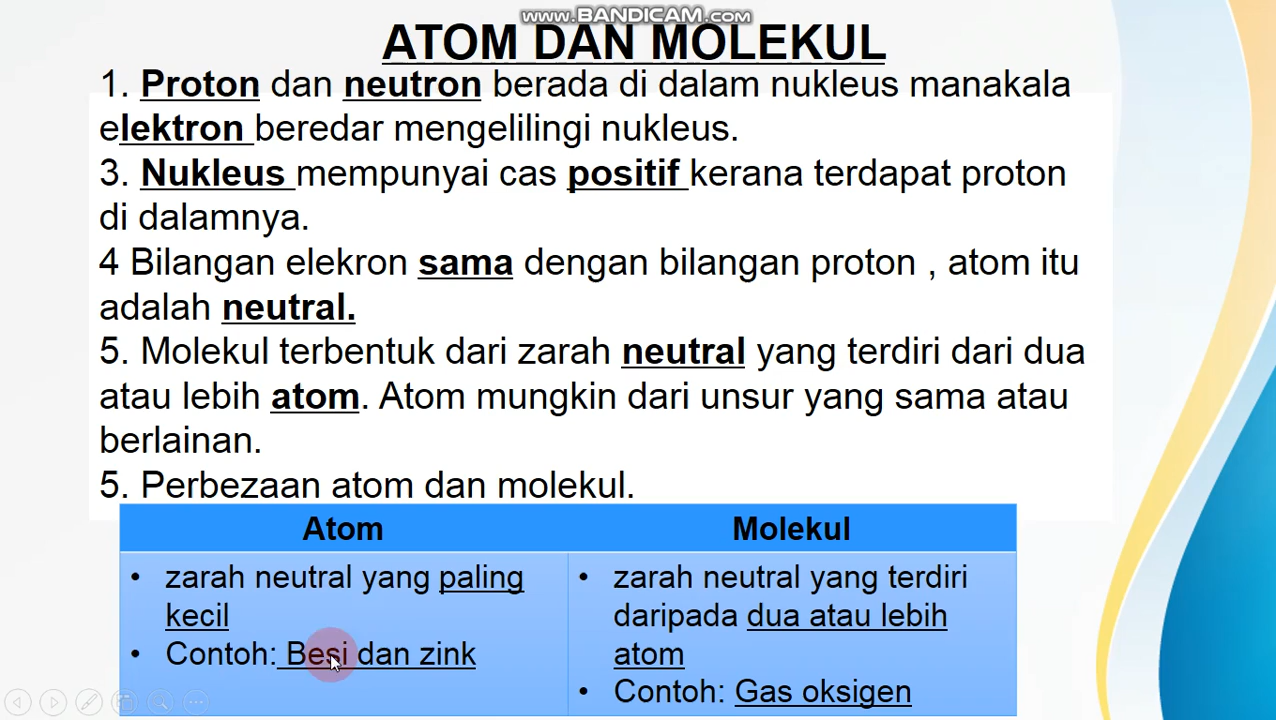 www.BANDICAM.com
ATOM DAN MOLEKUL
1. Proton dan neutron berada di dalam nukleus manakala
elektron beredar mengelilingi nukleus.
3. Nukleus mempunyai cas positif kerana terdapat proton
di dalamnya.
4 Bilangan elekron sama dengan bilangan proton , atom itu
adalah neutral.
5. Molekul terbentuk dari zarah neutral yang terdiri dari dua
atau lebih atom. Atom mungkin dari unsur yang sama atau
berlainan.
5. Perbezaan atom dan molekul.
Atom
• zarah neutral yang paling
kecil
• Contoh: Besi dan zink
Molekul
• zarah neutral yang terdiri
daripada dua atau lebih
atom
• Contoh: Gas oksigen